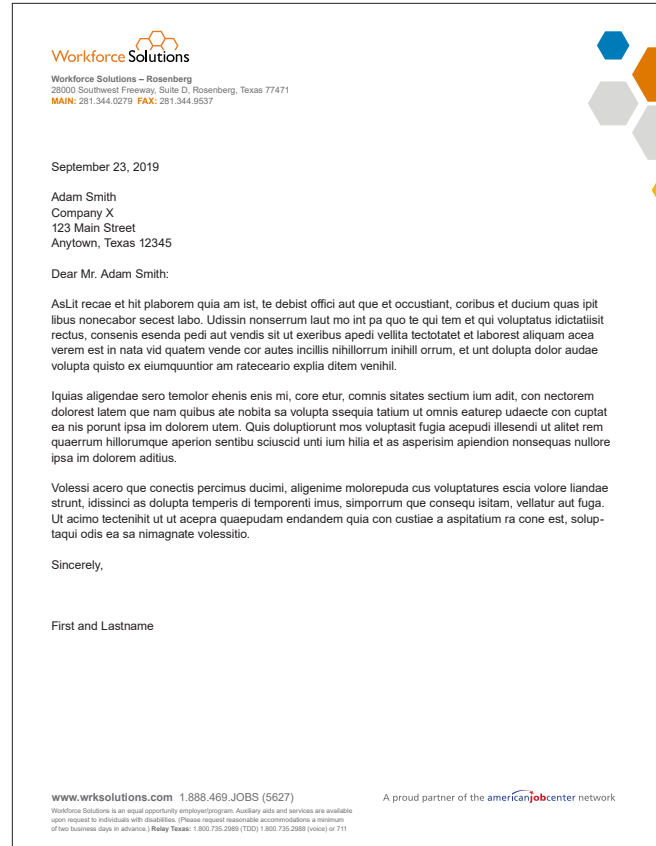 Workforce Solutions
Workforce Solutions – Rosenberg
28000 Southwest Freeway, Suite D, Rosenberg, Texas 77471
MAIN: 281.344.0279 FAX: 281.344.9537
September 23, 2019
Adam Smith
Company X
123 Main Street
Anytown, Texas 12345
Dear Mr. Adam Smith:
AsLit recae et hit plaborem quia am ist, te debist offici aut que et occustiant, coribus et ducium quas ipit
libus nonecabor secest labo. Udissin nonserrum laut mo int pa quo te qui tem et qui voluptatus idictatiisit
rectus, consenis esenda pedi aut vendis sit ut exeribus apedi vellita tectotatet et laborest aliquam acea
verem est in nata vid quatem vende cor autes incillis nihillorrum inihill orrum, et unt dolupta dolor audae
volupta quisto ex eiumquuntior am rateceario explia ditem venihil.
Iquias aligendae sero temolor ehenis enis mi, core etur, comnis sitates sectium ium adit, con nectorem
dolorest latem que nam quibus ate nobita sa volupta ssequia tatium ut omnis eaturep udaecte con cuptat
ea nis porunt ipsa im dolorem utem. Quis doluptiorunt mos voluptasit fugia acepudi illesendi ut alitet rem
quaerrum hillorumque aperion sentibu sciuscid unti ium hilia et as asperisim apiendion nonsequas nullore
ipsa im dolorem aditius.
Volessi acero que conectis percimus ducimi, aligenime molorepuda cus voluptatures escia volore liandae
strunt, idissinci as dolupta temperis di temporenti imus, simporrum que consequ isitam, vellatur aut fuga.
Ut acimo tectenihit ut ut acepra quaepudam endandem quia con custiae a aspitatium ra cone est, solup-
taqui odis ea sa nimagnate volessitio.
Sincerely,
First and Lastname
www.wrksolutions.com 1.888.469.JOBS (5627)
Workforce Solutions is an equal opportunity employer/program. Auxiliary aids and services are available
upon request to individuals with disabilities. (Please request reasonable accommodations a minimum
of two business days in advance.) Relay Texas: 1.800.735.2989 (TDD) 1.800.735.2988 (voice) or 711
A proud partner of the americanjobcenter network